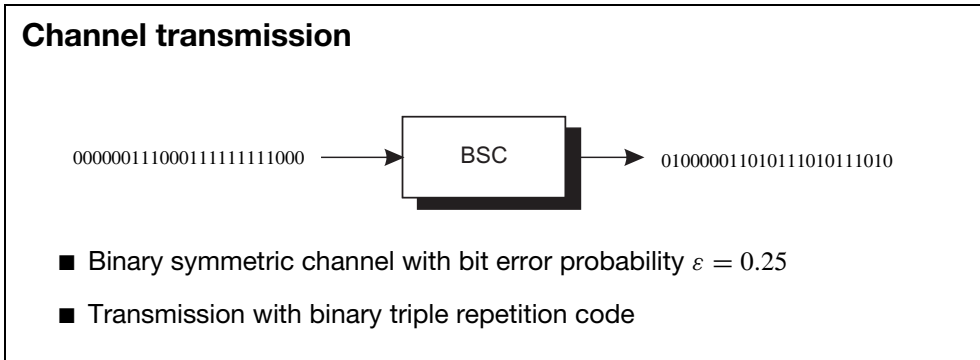 Channel transmission
000000111000111111111000
BSC
010000011010111010111010
■ Binary symmetric channel with bit error probability ε = 0.25
■ Transmission with binary triple repetition code